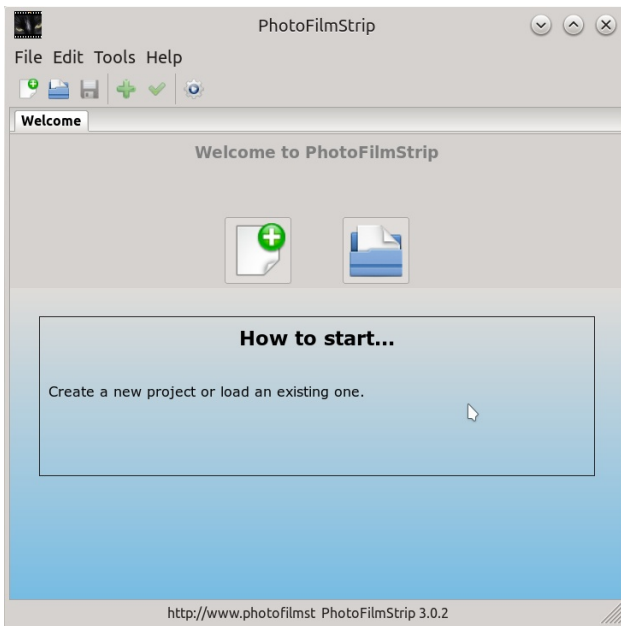 PhotoFilmStrip
File Edit Tools Help
Welcome
Welcome to PhotoFilmStrip
How to start...
Create a new project or load an existing one.
http://www.photofilmst PhotoFilmStrip 3.0.2